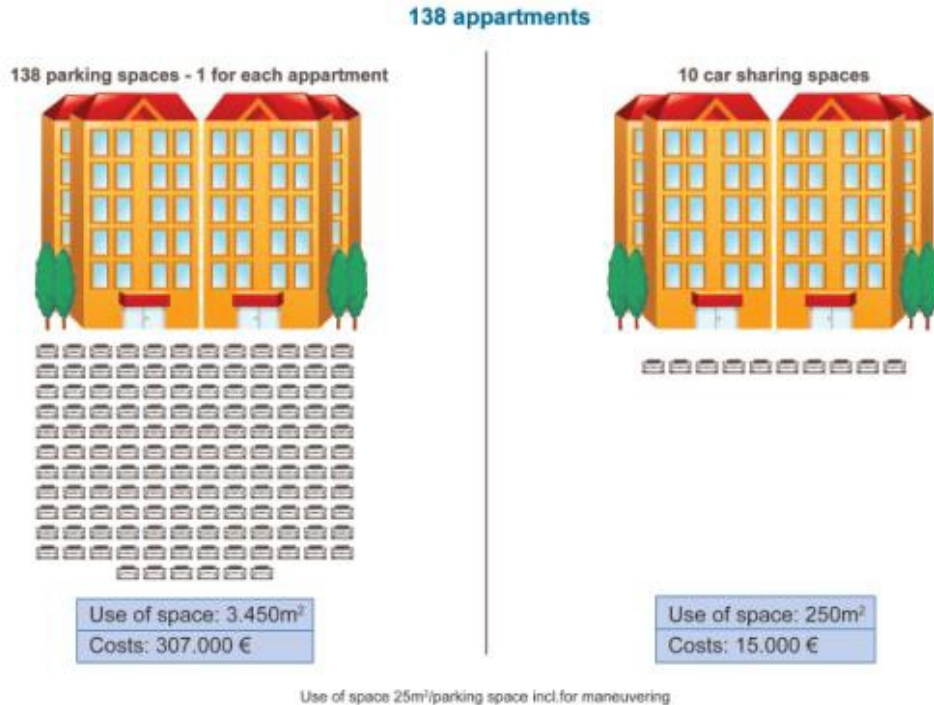 138 appartments
138 parking spaces - 1 for each appartment
10 car sharing spaces
Use of space: 3.450m²
Costs: 307.000 €
Use of space: 250m²
Costs: 15.000 €
Use of space 25m²/parking space incl.for maneuvering